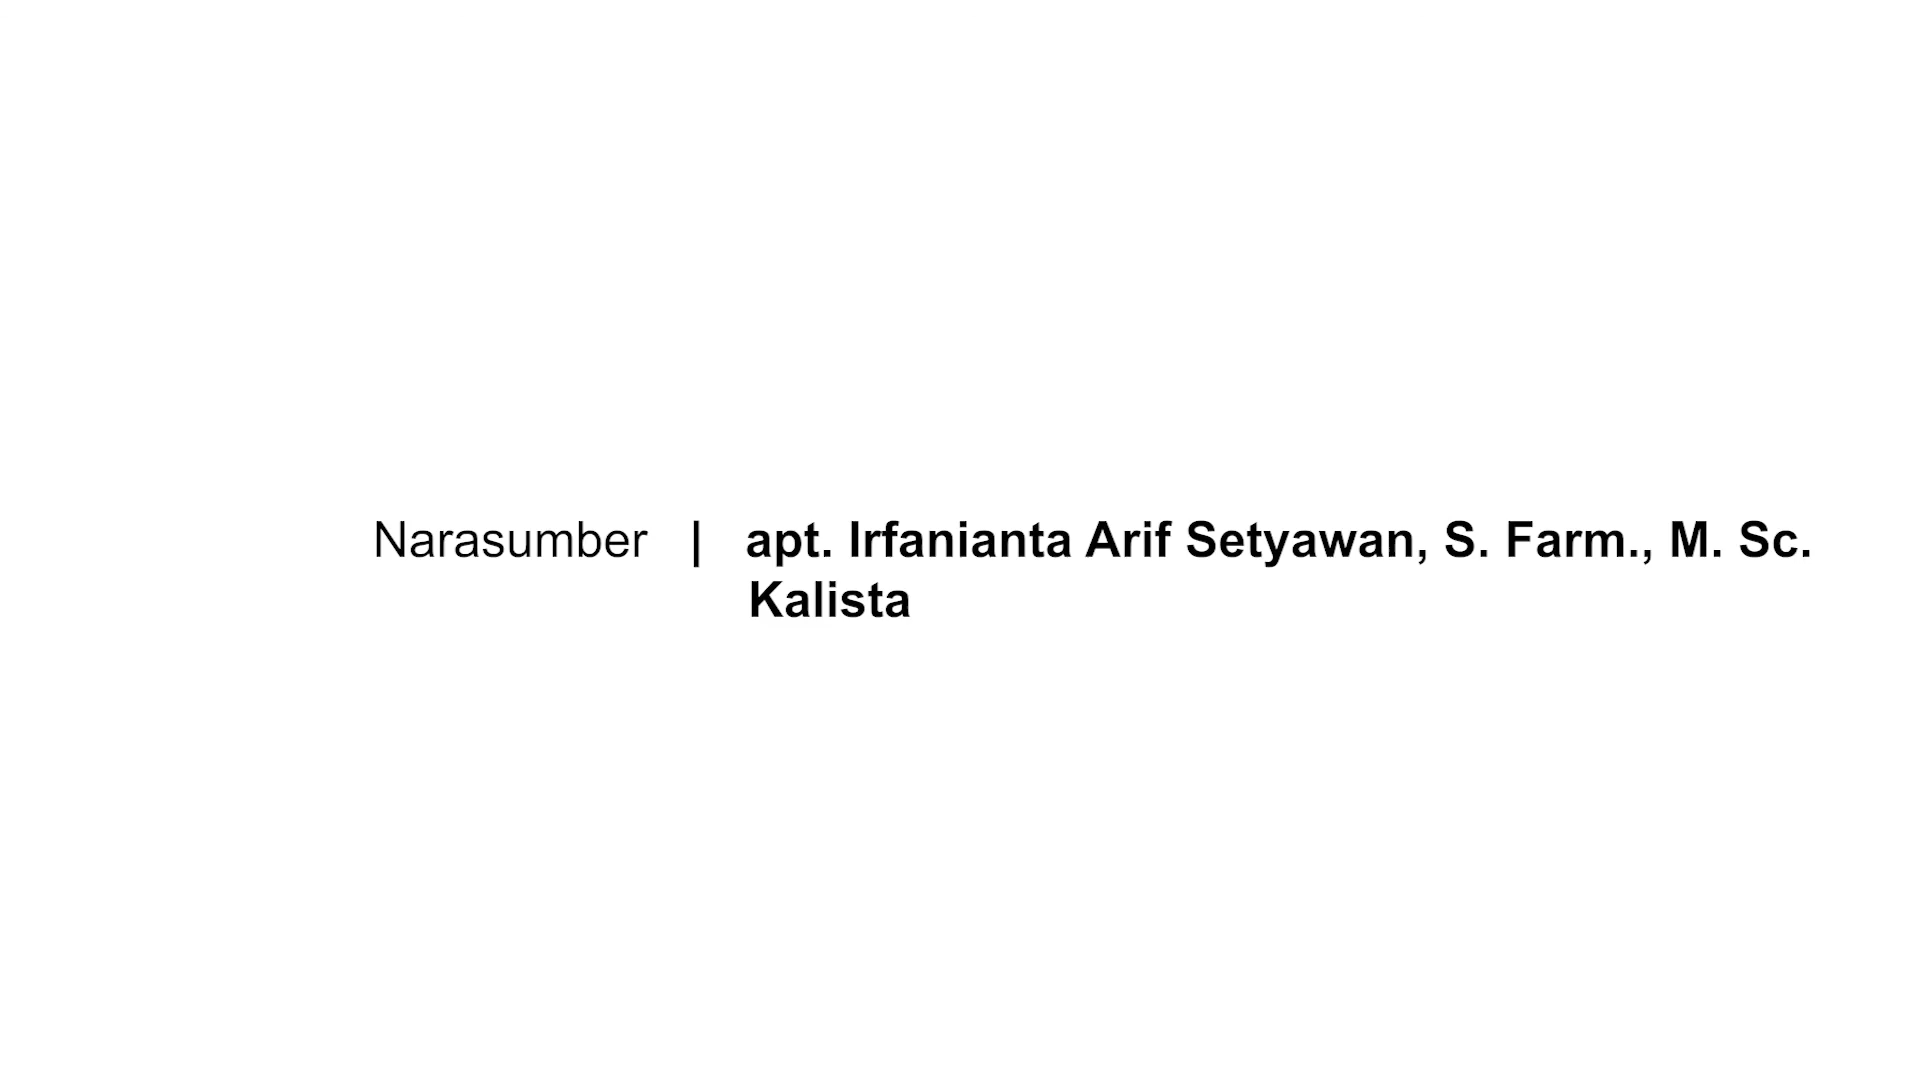 Narasumber | apt. Irfanianta Arif Setyawan, S. Farm., M. Sc.
Kalista